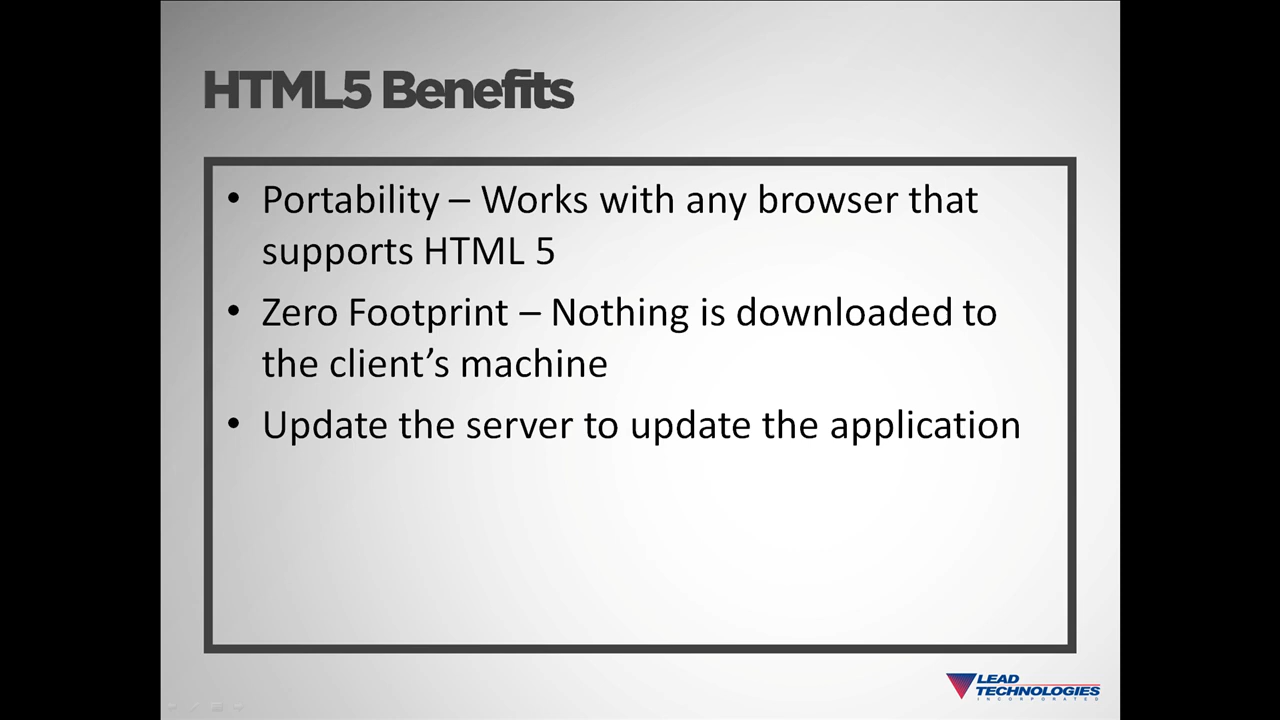 HTML5 Benefits
• Portability – Works with any browser that
supports HTML 5
• Zero Footprint – Nothing is downloaded to
the client’s machine
• Update the server to update the application
LEAD
TECHNOLOGIES
INCORPORATED